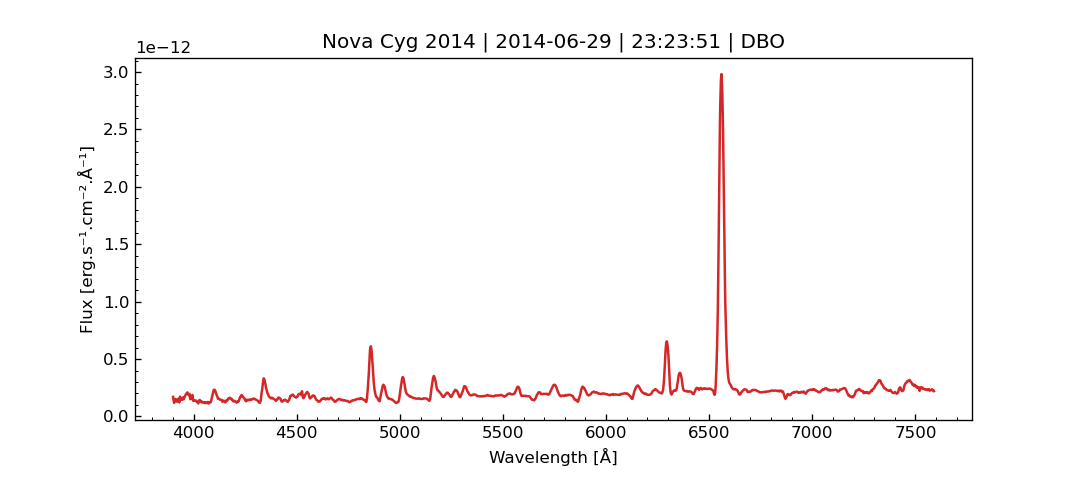 Nova Cyg 2014 | 2014-06-29 | 23:23:51 | DBO
1e−12
3.0
2.5
2.0
1.5
1.0
0.5
0.0
Flux [erg.s⁻¹.cm⁻².Å⁻¹]
4000 4500 5000 5500 6000 6500 7000 7500
Wavelength [Å]